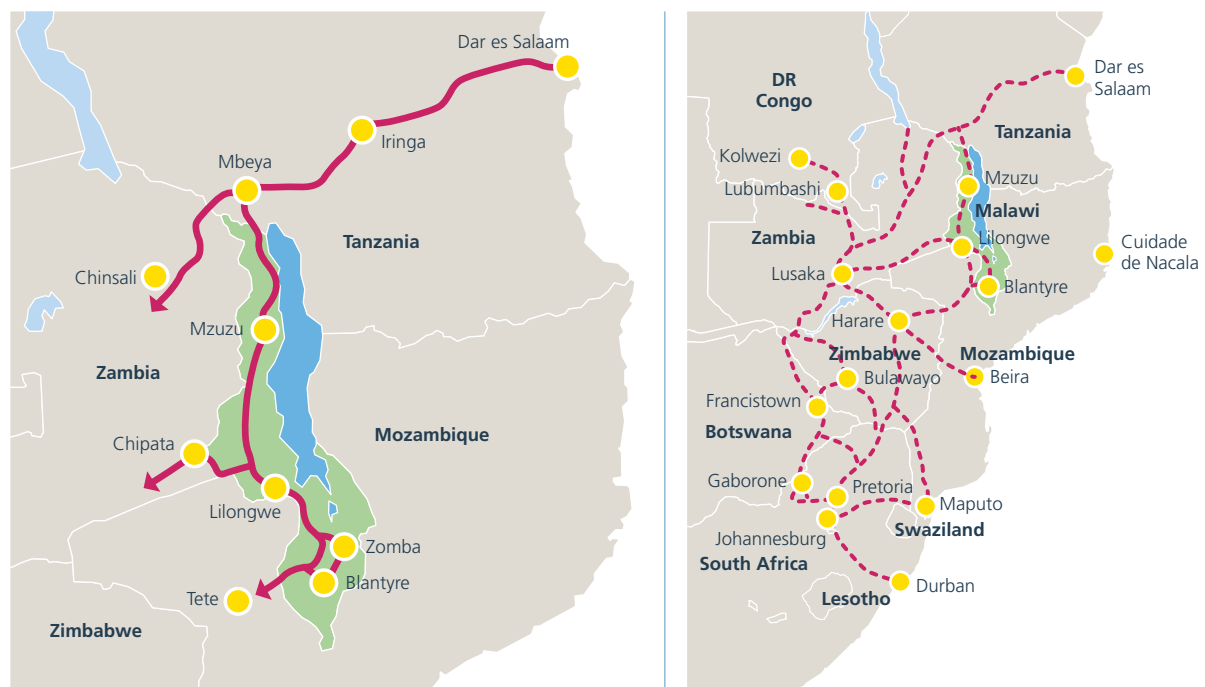 Dar es Salaam
Iringa
Mbeya
Tanzania
Chinsali
Mzuzu
Zambia
Mozambique
Chipata
Lilongwe
Zomba
Blantyre
Tete
Zimbabwe
Dar es
Salaam
DR
Congo
Tanzania
Kolwezi
Mzuzu
Lubumbashi
Malawi
Zambia
Lilongwe
Cuidade
de Nacala
Lusaka
Blantyre
Harare
Zimbabwe
Mozambique
Bulawayo
Beira
Francistown
Botswana
Gaborone
Pretoria
Maputo
Swaziland
Johannesburg
South Africa
Durban
Lesotho